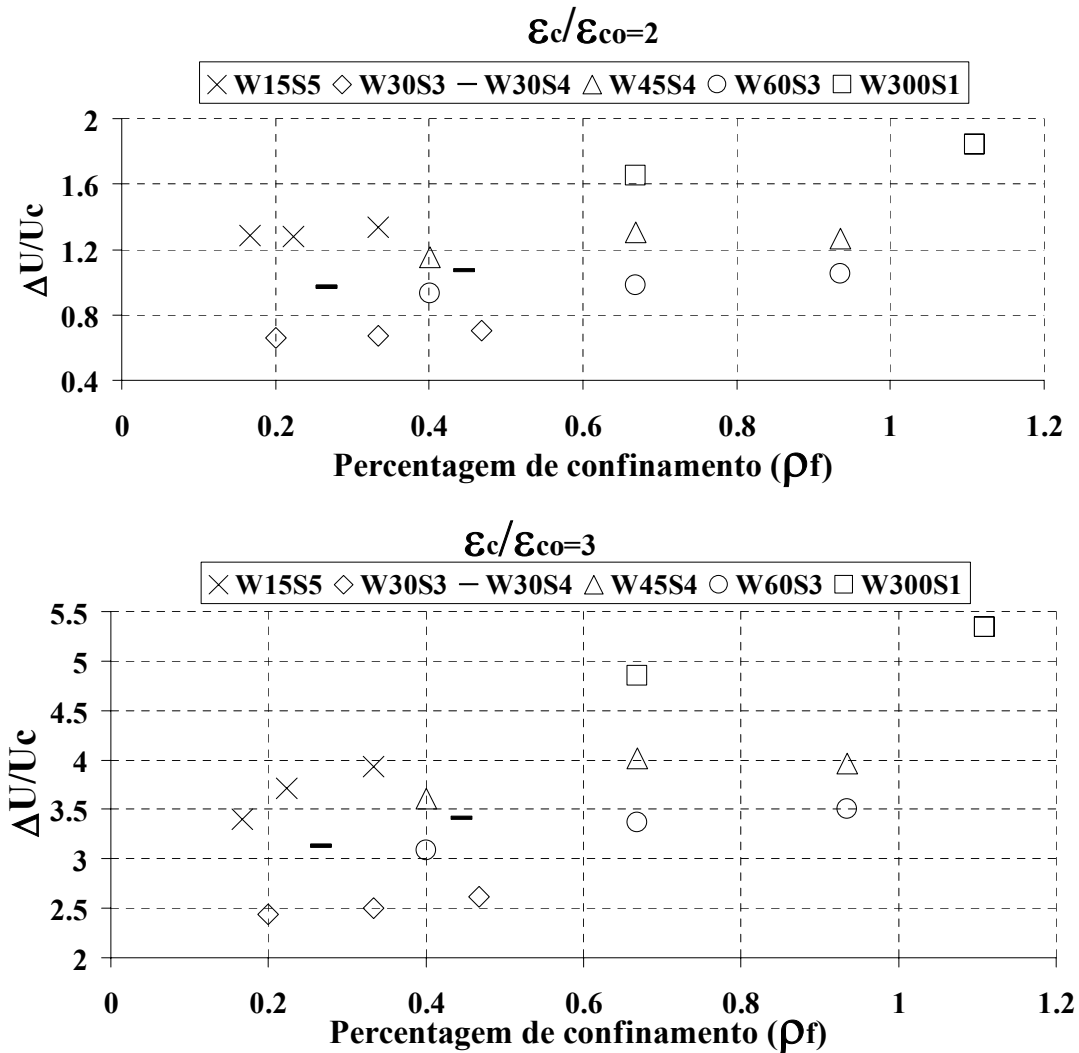 εc/εco=2
W15S5 W30S3 W30S4 W45S4 W60S3 W300S1
2
1.6
1.2
0.8
0.4
ΔU/Uc
0 0.2 0.4 0.6 0.8 1 1.2
Percentagem de confinamento (ρf)
εc/εco=3
W15S5 W30S3 W30S4 W45S4 W60S3 W300S1
5.5
5
4.5
4
3.5
3
2.5
2
ΔU/Uc
0 0.2 0.4 0.6 0.8 1 1.2
Percentagem de confinamento (ρf)